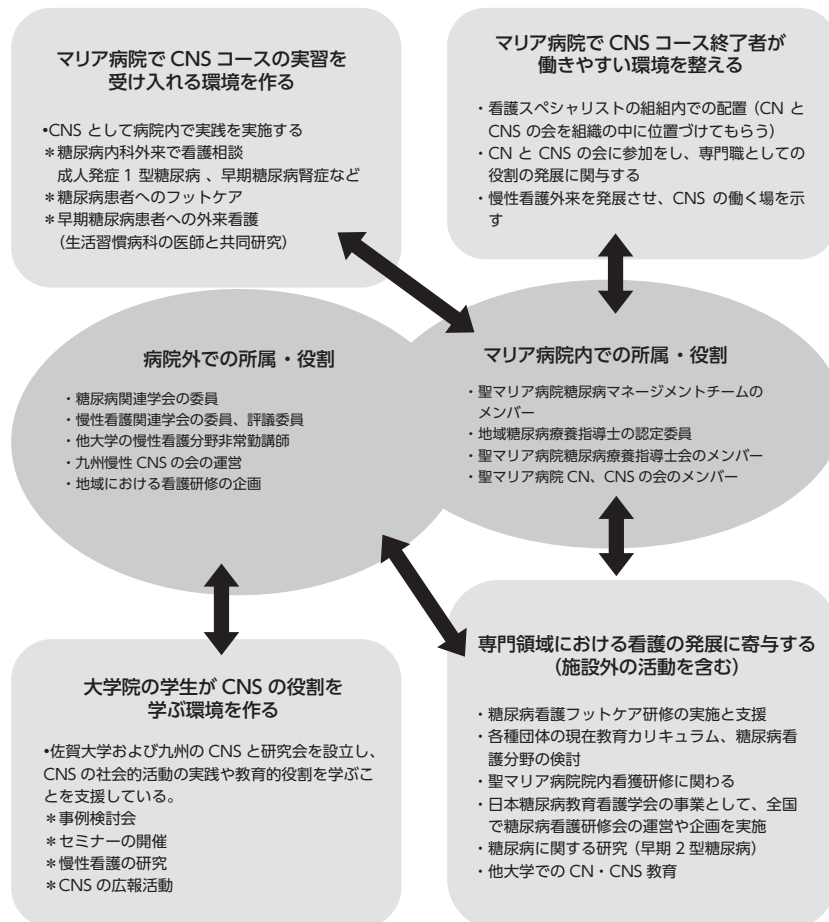 マリア病院で CNS コースの実習を
受け入れる環境を作る
•CNS として病院内で実践を実施する
＊糖尿病内科外来で看護相談
成人発症 1 型糖尿病 、早期糖尿病腎症など
＊糖尿病患者へのフットケア
＊早期糖尿病患者への外来看護
（生活習慣病科の医師と共同研究）
マリア病院で CNS コース終了者が
働きやすい環境を整える
・看護スペシャリストの組組内での配置（CN と
CNS の会を組織の中に位置づけてもらう）
・CN と CNS の会に参加をし、専門職としての
役割の発展に関与する
・慢性看護外来を発展させ、CNS の働く場を示
す
病院外での所属・役割
・糖尿病関連学会の委員
・慢性看護関連学会の委員、評議委員
・他大学の慢性看護分野非常勤講師
・九州慢性 CNS の会の運営
・地域における看護研修の企画
マリア病院内での所属・役割
・聖マリア病院糖尿病マネージメントチームの
メンバー
・地域糖尿病療養指導士の認定委員
・聖マリア病院糖尿病療養指導士会のメンバー
・聖マリア病院 CN、CNS の会のメンバー
大学院の学生が CNS の役割を
学ぶ環境を作る
•佐賀大学および九州の CNS と研究会を設立し、
CNS の社会的活動の実践や教育的役割を学ぶこ
とを支援している。
＊事例検討会
＊セミナーの開催
＊慢性看護の研究
＊CNS の広報活動
専門領域における看護の発展に寄与する
（施設外の活動を含む）
・糖尿病看護フットケア研修の実施と支援
・各種団体の現在教育カリキュラム、糖尿病看
護分野の検討
・聖マリア病院院内看獲研修に関わる
・日本糖尿病教育看護学会の事業として、全国
で糖尿病看護研修会の運営や企画を実施
・糖尿病に関する研究（早期 2 型糖尿病）
・他大学での CN・CNS 教育